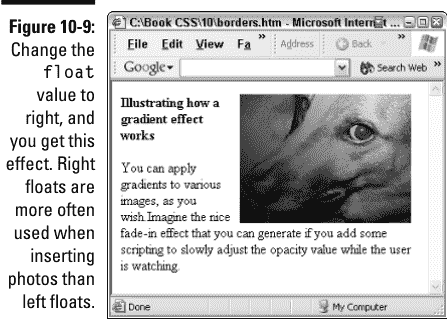 Figure 10-9:
Change the
float
value to
right, and
you get this
effect. Right
floats are
more often
used when
inserting
photos than
left floats.
C:\Book CSS\10\borders.htm - Microsoft Internet ...
File Edit View Fa »
Address Back »
Google Search Web »
Illustrating how a
gradient effect
works
You can apply
gradients to various
images, as you
wish.Imagine the nice
fade-in effect that you can generate if you add some
scripting to slowly adjust the opacity value while the user
is watching.
Done My Computer